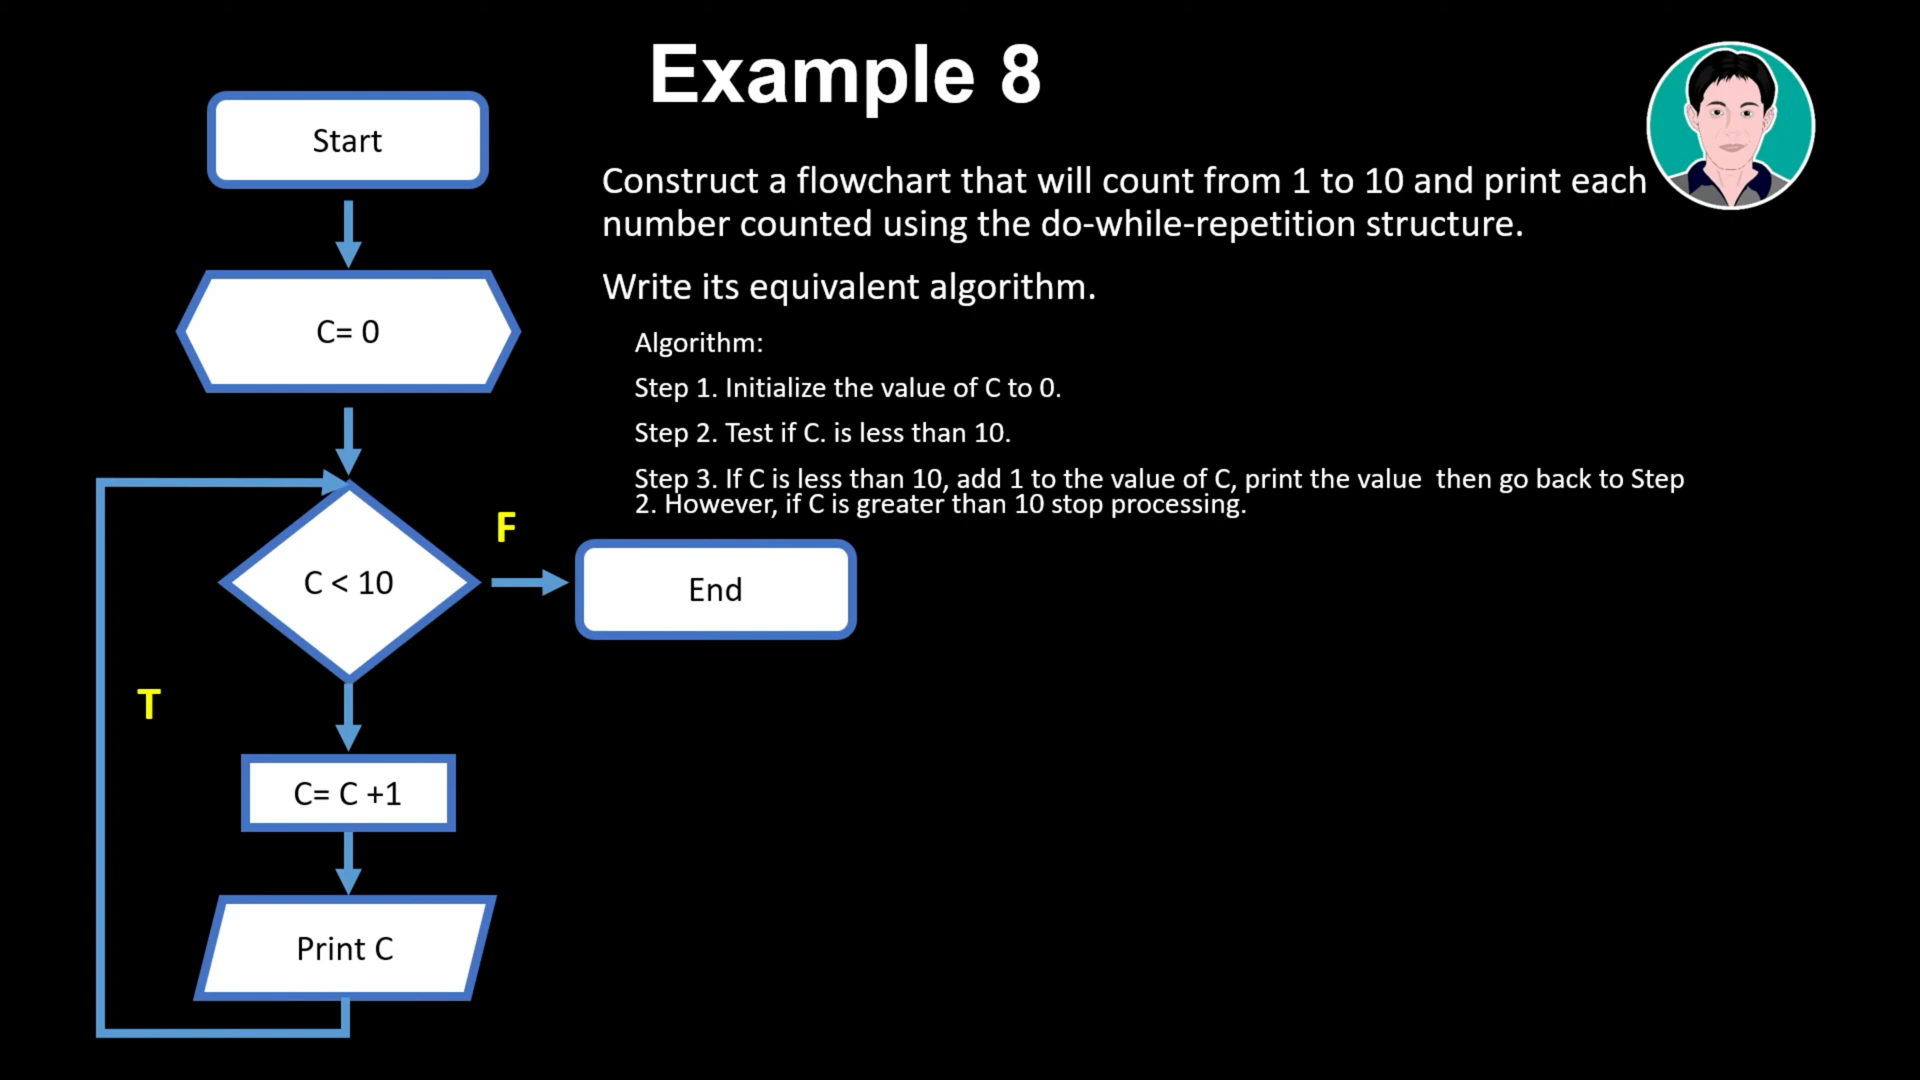 Example 8
Construct a flowchart that will count from 1 to 10 and print each
number counted using the do-while-repetition structure.
Write its equivalent algorithm.
Algorithm:
Step 1. Initialize the value of C to 0.
Step 2. Test if C. is less than 10.
Step 3. If C is less than 10, add 1 to the value of C, print the value  then go back to Step
2. However, if C is greater than 10 stop processing.
Start
C= 0
C < 10
F
End
T
C= C +1
Print C